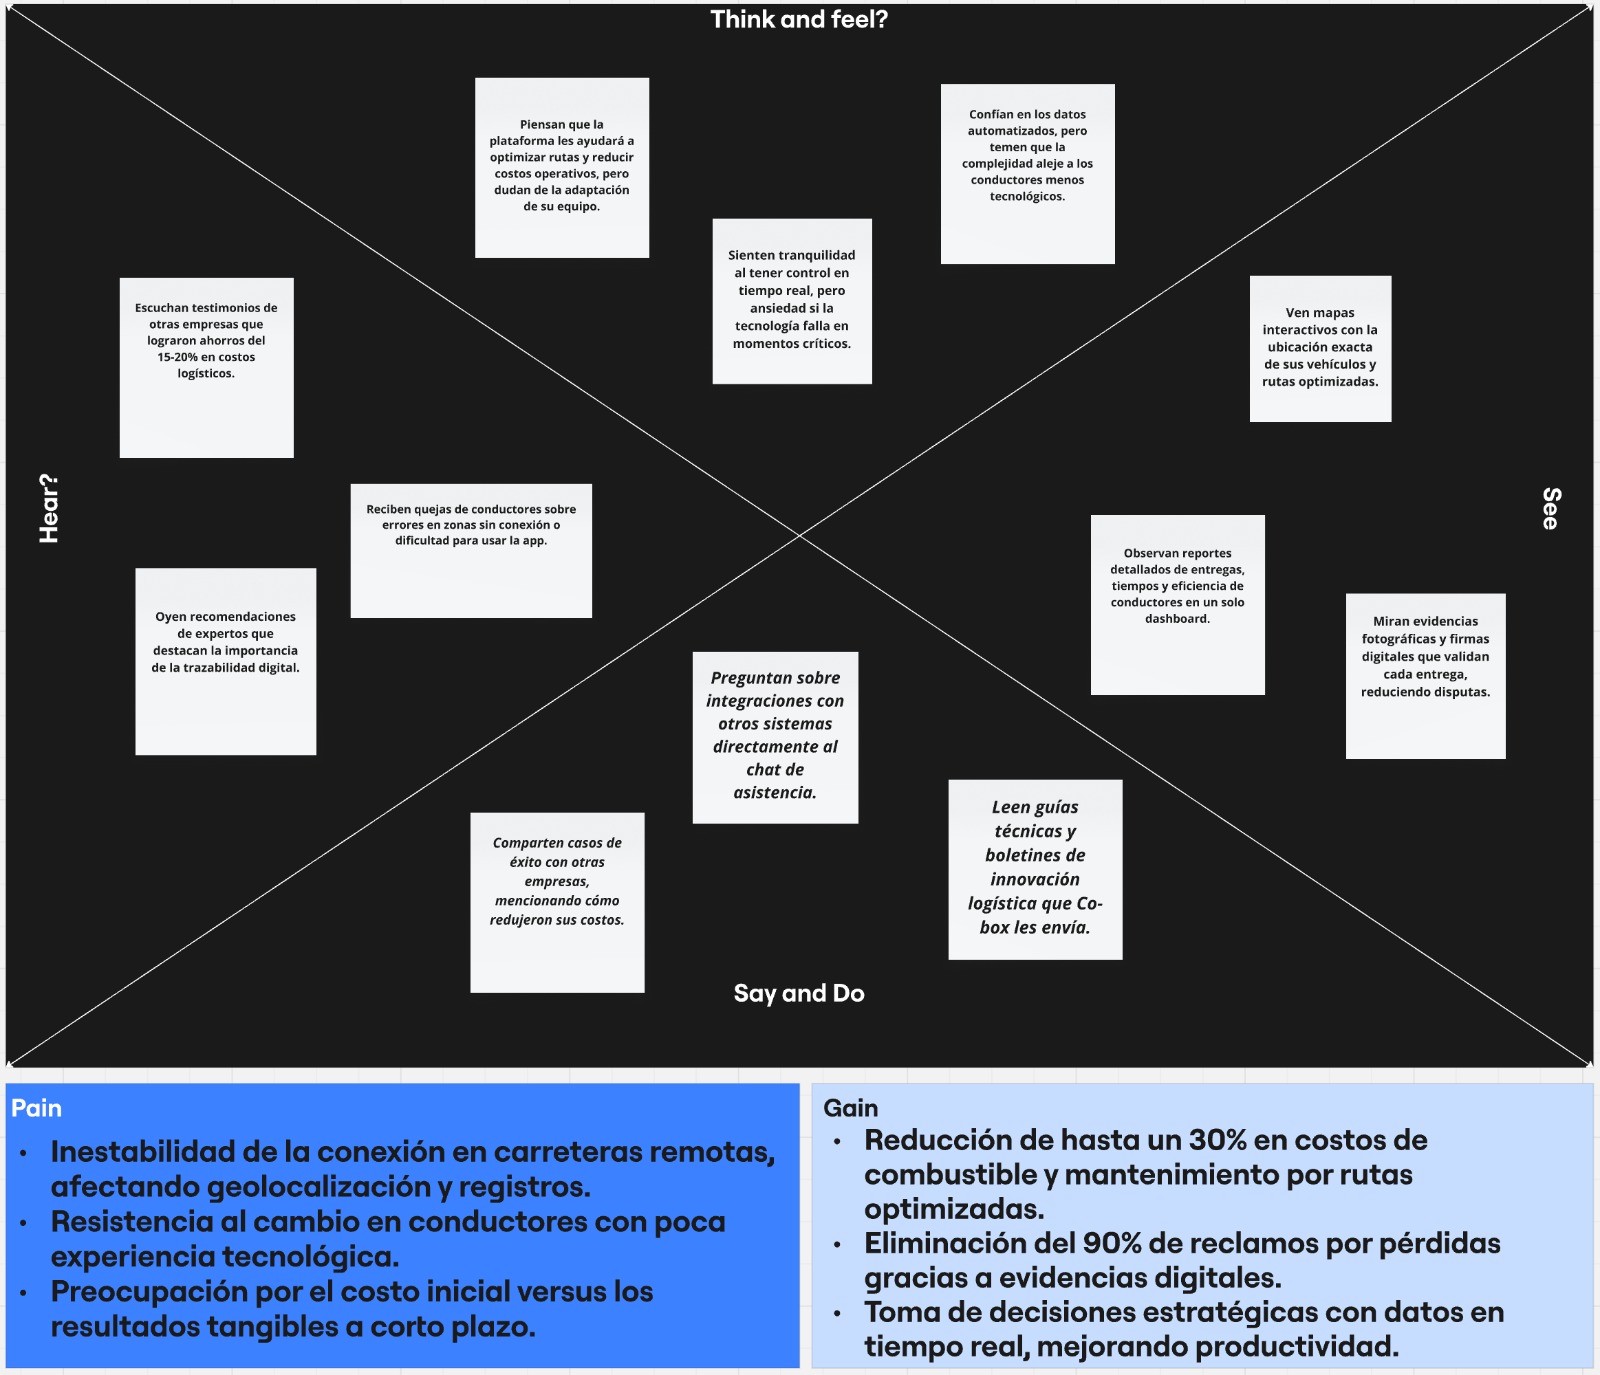 Think and feel?
Piensan que la
plataforma les ayudará a
optimizar rutas y reducir
costos operativos, pero
dudan de la adaptación
de su equipo.
Confían en los datos
automatizados, pero
temen que la
complejidad aleje a los
conductores menos
tecnológicos.
Sienten tranquilidad
al tener control en
tiempo real, pero
ansiedad si la
tecnología falla en
momentos críticos.
Hear?
Escuchan testimonios de
otras empresas que
lograron ahorros del
15-20% en costos
logísticos.
Reciben quejas de conductores sobre
errores en zonas sin conexión o
dificultad para usar la app.
Oyen recomendaciones
de expertos que
destacan la importancia
de la trazabilidad digital.
See
Ven mapas
interactivos con la
ubicación exacta
de sus vehículos y
rutas optimizadas.
Observan reportes
detallados de entregas,
tiempos y eficiencia de
conductores en un solo
dashboard.
Miran evidencias
fotográficas y firmas
digitales que validan
cada entrega,
reduciendo disputas.
Preguntan sobre
integraciones con
otros sistemas
directamente al
chat de
asistencia.
Comparten casos de
éxito con otras
empresas,
mencionando cómo
redujeron sus costos.
Leen guías
técnicas y
boletines de
innovación
logística que Co-
box les envía.
Say and Do
Pain
• Inestabilidad de la conexión en carreteras remotas,
afectando geolocalización y registros.
• Resistencia al cambio en conductores con poca
experiencia tecnológica.
• Preocupación por el costo inicial versus los
resultados tangibles a corto plazo.
Gain
• Reducción de hasta un 30% en costos de
combustible y mantenimiento por rutas
optimizadas.
• Eliminación del 90% de reclamos por pérdidas
gracias a evidencias digitales.
• Toma de decisiones estratégicas con datos en
tiempo real, mejorando productividad.